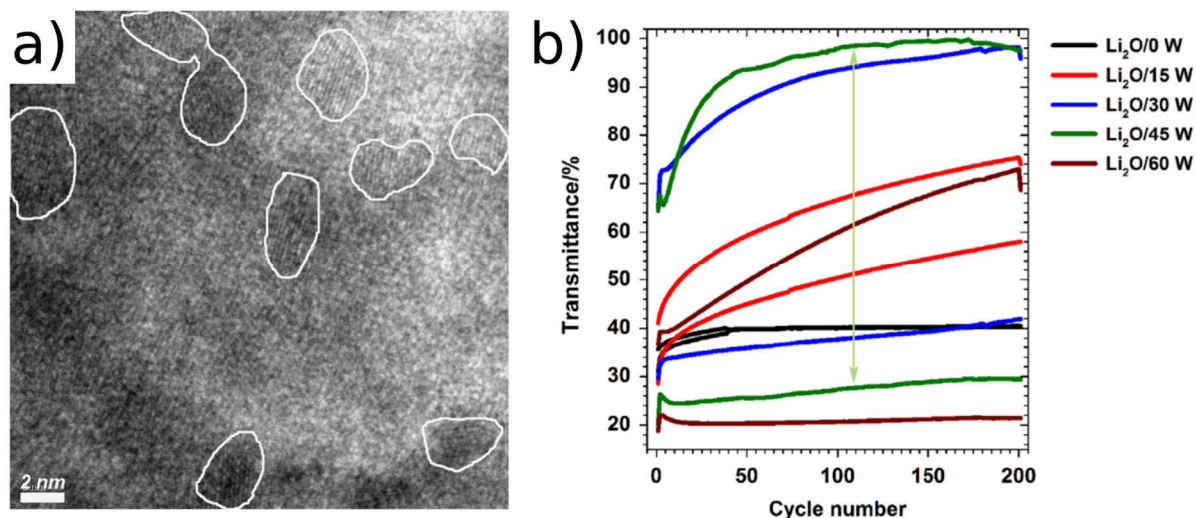 a)
2 nm
b)
100
90
80
70
60
50
40
30
20
Transmittance/%
0 50 100 150 200
Cycle number
Li₂O/0 W
Li₂O/15 W
Li₂O/30 W
Li₂O/45 W
Li₂O/60 W